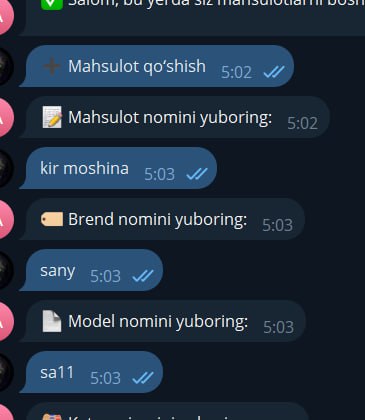 ✅ Salom, bu yerda siz mahsulotlarni bosh
➕ Mahsulot qo‘shish 5:02
📝 Mahsulot nomini yuboring: 5:02
kir moshina 5:03
🏷️ Brend nomini yuboring: 5:03
sany 5:03
📄 Model nomini yuboring: 5:03
sa11 5:03